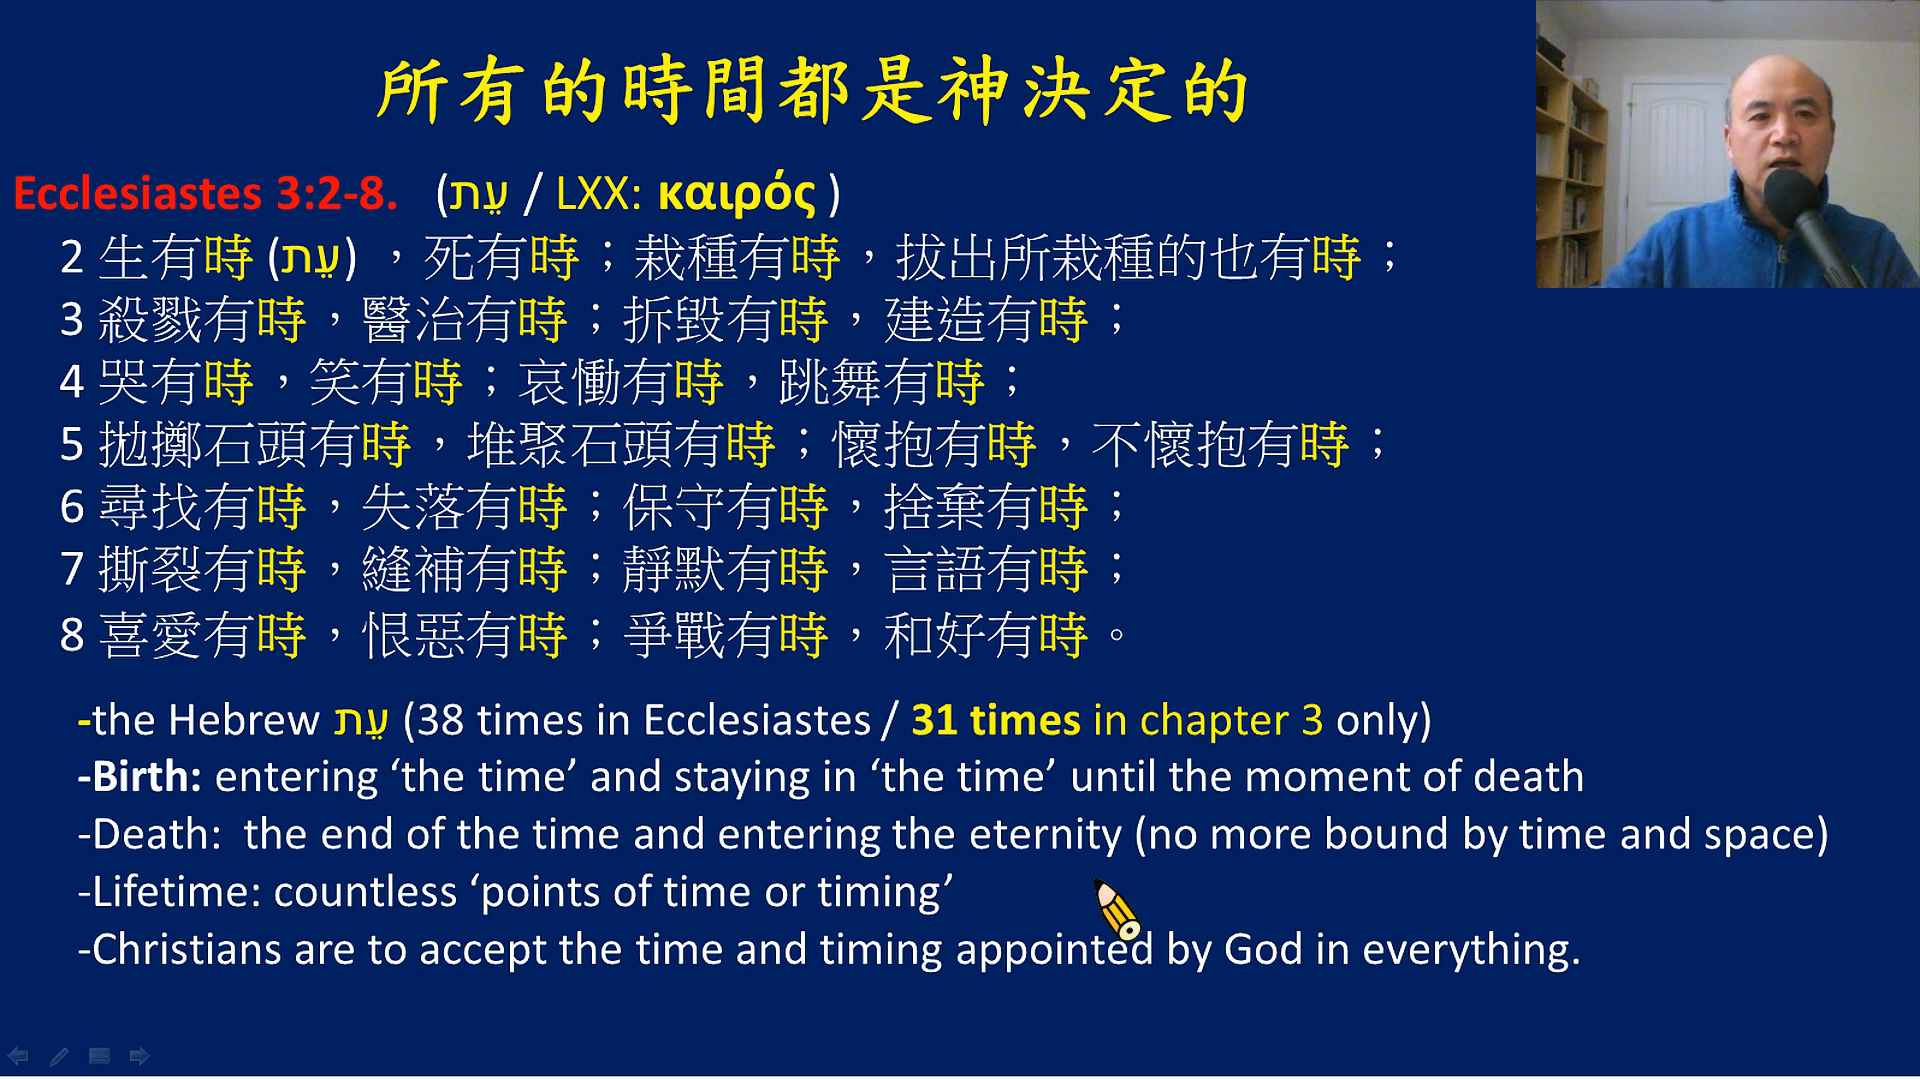 所有的時間都是神決定的
Ecclesiastes 3:2-8. (עֵת / LXX: καιρός )
2 生有時 (עֵת) ，死有時；栽種有時，拔出所栽種的也有時；
3 殺戮有時，醫治有時；拆毀有時，建造有時；
4 哭有時，笑有時；哀慟有時，跳舞有時；
5 拋擲石頭有時，堆聚石頭有時；懷抱有時，不懷抱有時；
6 尋找有時，失落有時；保守有時，捨棄有時；
7 撕裂有時，縫補有時；靜默有時，言語有時；
8 喜愛有時，恨惡有時；爭戰有時，和好有時。
-the Hebrew עֵת (38 times in Ecclesiastes / 31 times in chapter 3 only)
-Birth: entering ‘the time’ and staying in ‘the time’ until the moment of death
-Death: the end of the time and entering the eternity (no more bound by time and space)
-Lifetime: countless ‘points of time or timing’
-Christians are to accept the time and timing appointed by God in everything.